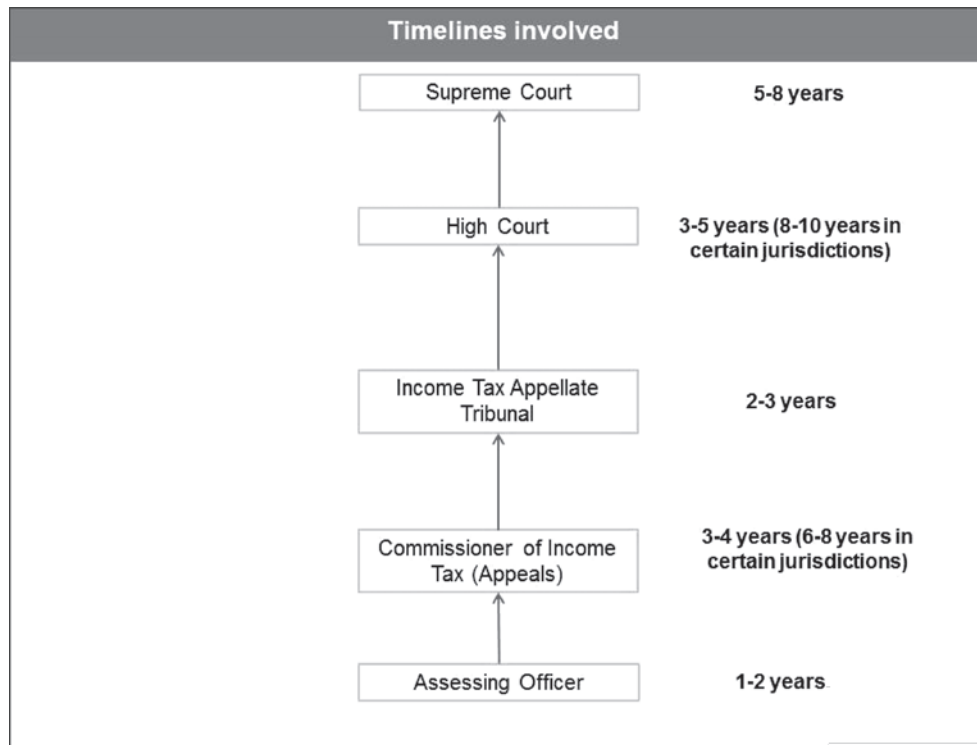 Timelines involved
Supreme Court
5-8 years
High Court
3-5 years (8-10 years in
certain jurisdictions)
Income Tax Appellate
Tribunal
2-3 years
Commissioner of Income
Tax (Appeals)
3-4 years (6-8 years in
certain jurisdictions)
Assessing Officer
1-2 years